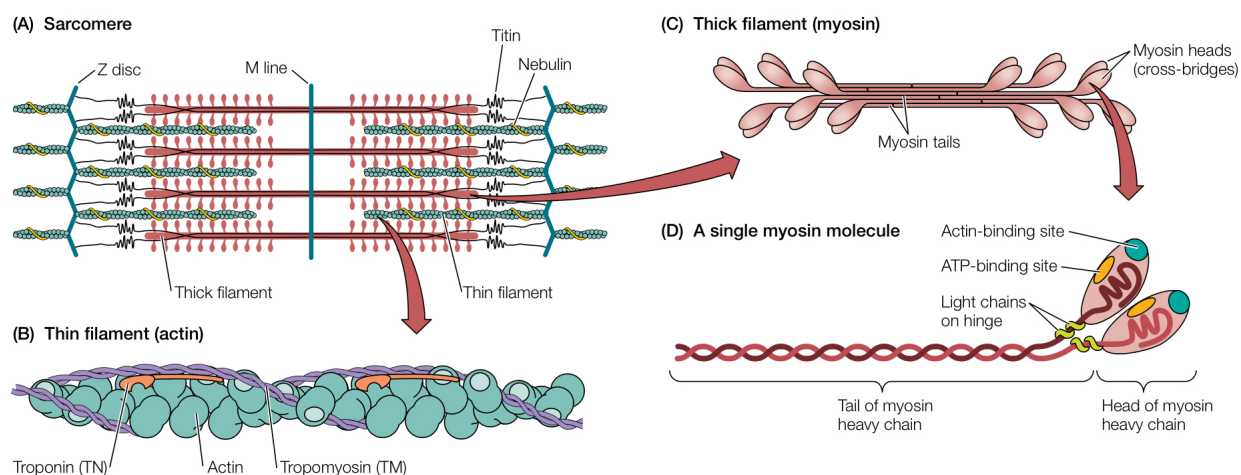 (A) Sarcomere
Z disc
M line
Titin
Nebulin
Thick filament
Thin filament
(B) Thin filament (actin)
Troponin (TN)
Actin
Tropomyosin (TM)
(C) Thick filament (myosin)
Myosin heads
(cross-bridges)
Myosin tails
(D) A single myosin molecule
Actin-binding site
ATP-binding site
Light chains
on hinge
Tail of myosin
heavy chain
Head of myosin
heavy chain